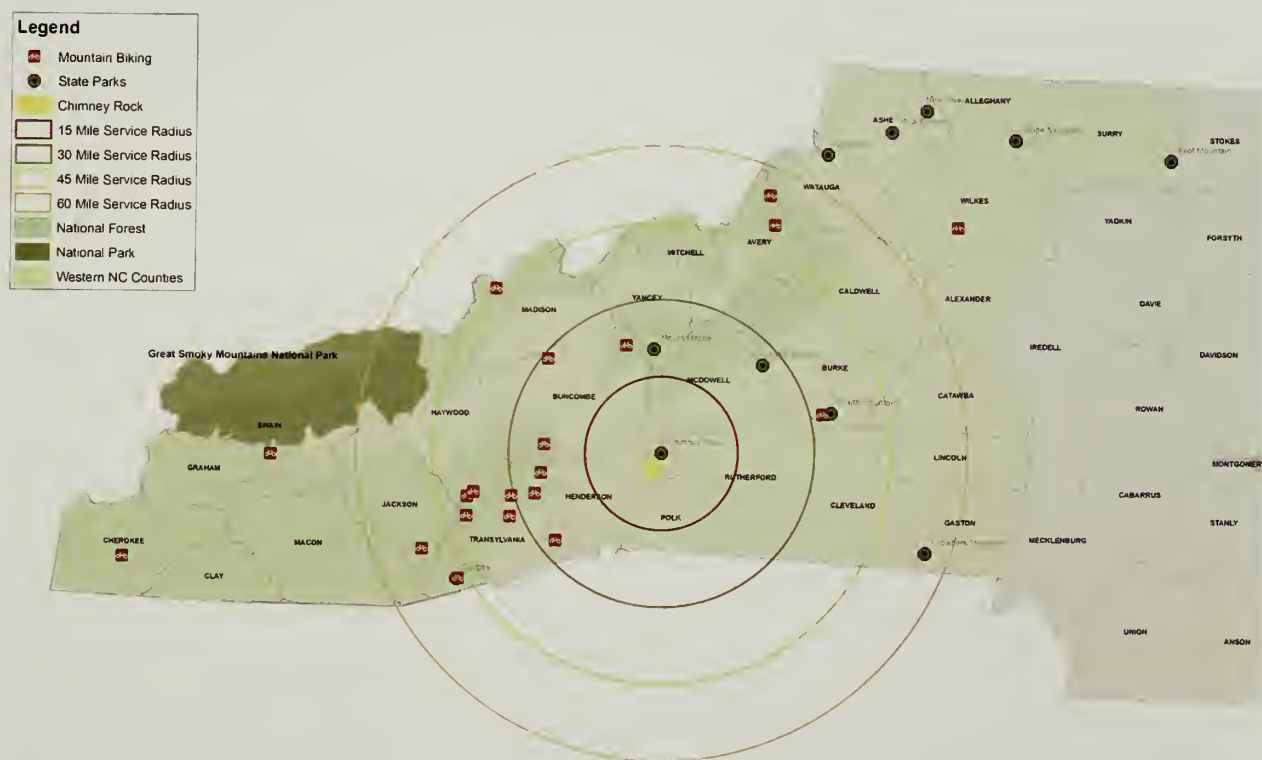 Legend
Mountain Biking
State Parks
Chimney Rock
15 Mile Service Radius
30 Mile Service Radius
45 Mile Service Radius
60 Mile Service Radius
National Forest
National Park
Western NC Counties
ALLEGHANY
ASHE
SURRY
STOKES
WATAUGA
WILKES
YADKIN
FORSYTH
AVERY
MITCHELL
CALDWELL
ALEXANDER
DAVIE
YANCEY
MADISON
IREDELL
DAVIDSON
Great Smoky Mountains National Park
Mount Mitchell
BURKE
MCDOWELL
BUNCOMBE
CATAWBA
ROWAN
HAYWOOD
SWAIN
GRAHAM
LINCOLN
MONTGOMERY
RUTHERFORD
HENDERSON
CABARRUS
JACKSON
CLEVELAND
POLK
GASTON
STANLY
CHEROKEE
MACON
TRANSYLVANIA
MECKLENBURG
CLAY
UNION
ANSON